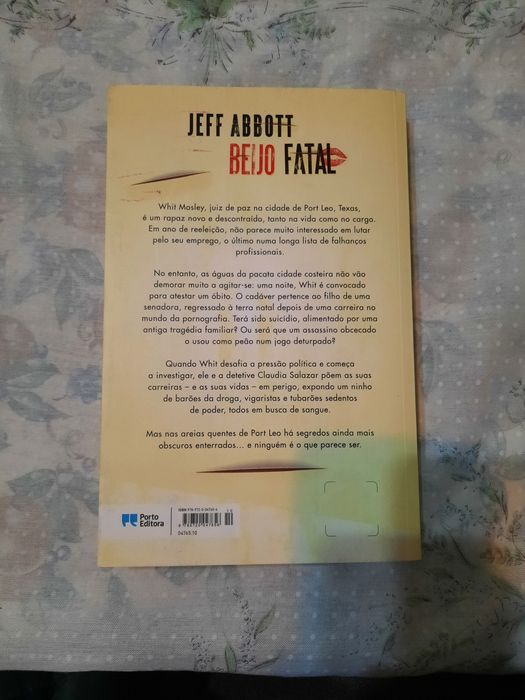 JEFF ABBOTT
BEIJO FATAL
Whit Mosley, juiz de paz na cidade de Port Leo, Texas,
é um rapaz novo e descontraído, tanto na vida como no cargo.
Em ano de reeleição, não parece muito interessado em lutar
pelo seu emprego, o último numa longa lista de falhanços
profissionais.
No entanto, as águas da pacata cidade costeira não vão
demorar muito a agitar-se: uma noite, Whit é convocado
para atestar um óbito. O cadáver pertence ao filho de uma
senadora, regressado à terra natal depois de uma carreira no
mundo da pornografia. Terá sido suicídio, alimentado por uma
antiga tragédia familiar? Ou será que um assassino obcecado
o usou como peão num jogo deturpado?
Quando Whit desafia a pressão política e começa
a investigar, ele e a detetive Claudia Salazar põem as suas
carreiras – e as suas vidas – em perigo, expondo um ninho
de barões da droga, vigaristas e tubarões sedentos
de poder, todos em busca de sangue.
Mas nas areias quentes de Port Leo há segredos ainda mais
obscuros enterrados... e ninguém é o que parece ser.
Porto
Editora
04765.10